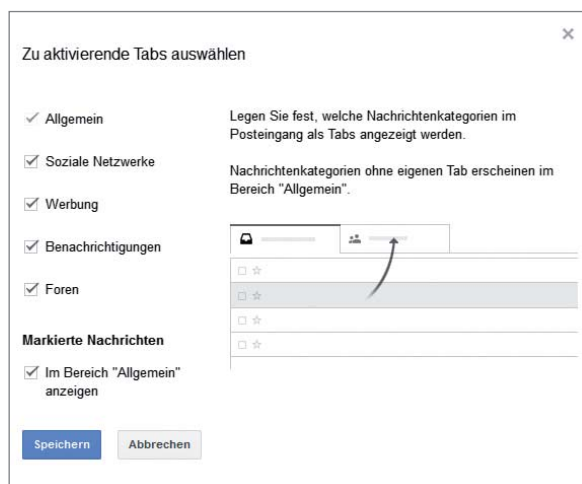 Zu aktivierende Tabs auswählen
Allgemein
Soziale Netzwerke
Werbung
Benachrichtigungen
Foren
Markierte Nachrichten
Im Bereich "Allgemein"
anzeigen
Legen Sie fest, welche Nachrichtenkategorien im
Posteingang als Tabs angezeigt werden.
Nachrichtenkategorien ohne eigenen Tab erscheinen im
Bereich "Allgemein".
Speichern
Abbrechen